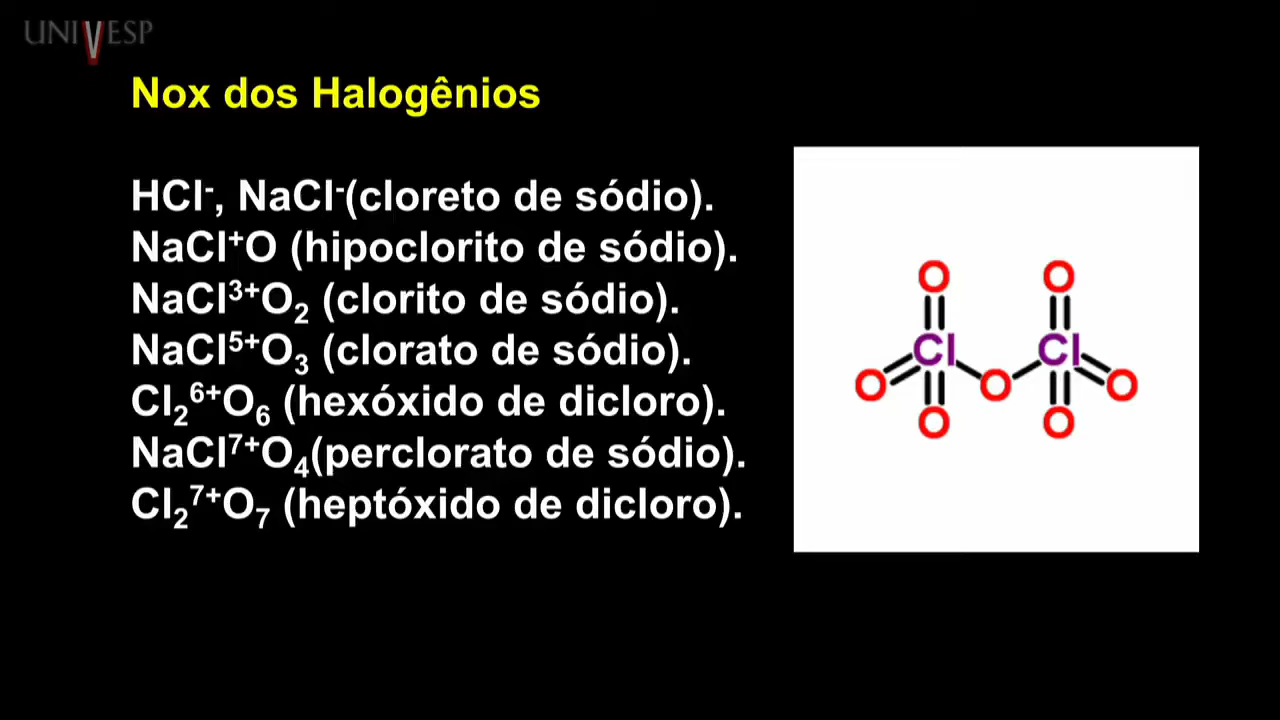 UNIVESP
Nox dos Halogênios
HCl⁻, NaCl⁻(cloreto de sódio).
NaCl⁺O (hipoclorito de sódio).
NaCl³⁺O₂ (clorito de sódio).
NaCl⁵⁺O₃ (clorato de sódio).
Cl₂⁶⁺O₆ (hexóxido de dicloro).
NaCl⁷⁺O₄(perclorato de sódio).
Cl₂⁷⁺O₇ (heptóxido de dicloro).
O O
Cl Cl
O O O
O O